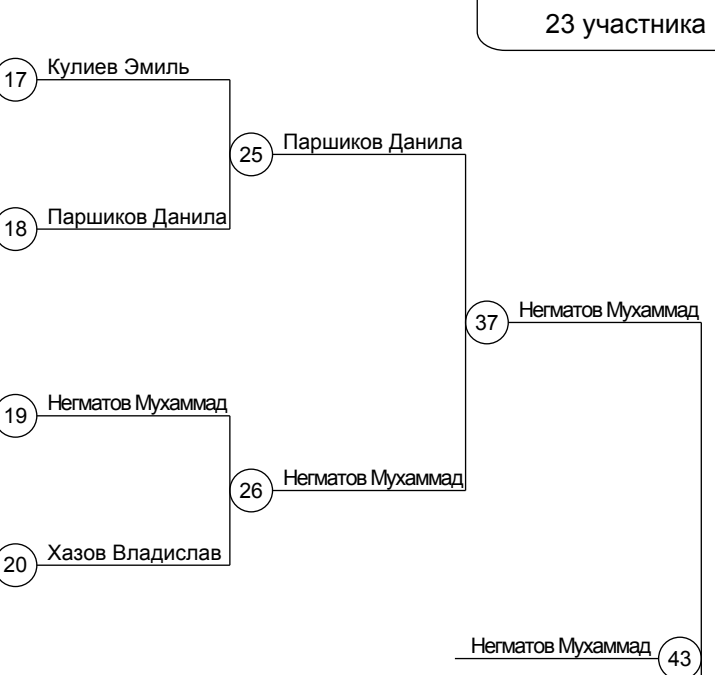 23 участника
17 Кулиев Эмиль
25 Паршиков Данила
18 Паршиков Данила
37 Негматов Мухаммад
19 Негматов Мухаммад
26 Негматов Мухаммад
20 Хазов Владислав
Негматов Мухаммад 43